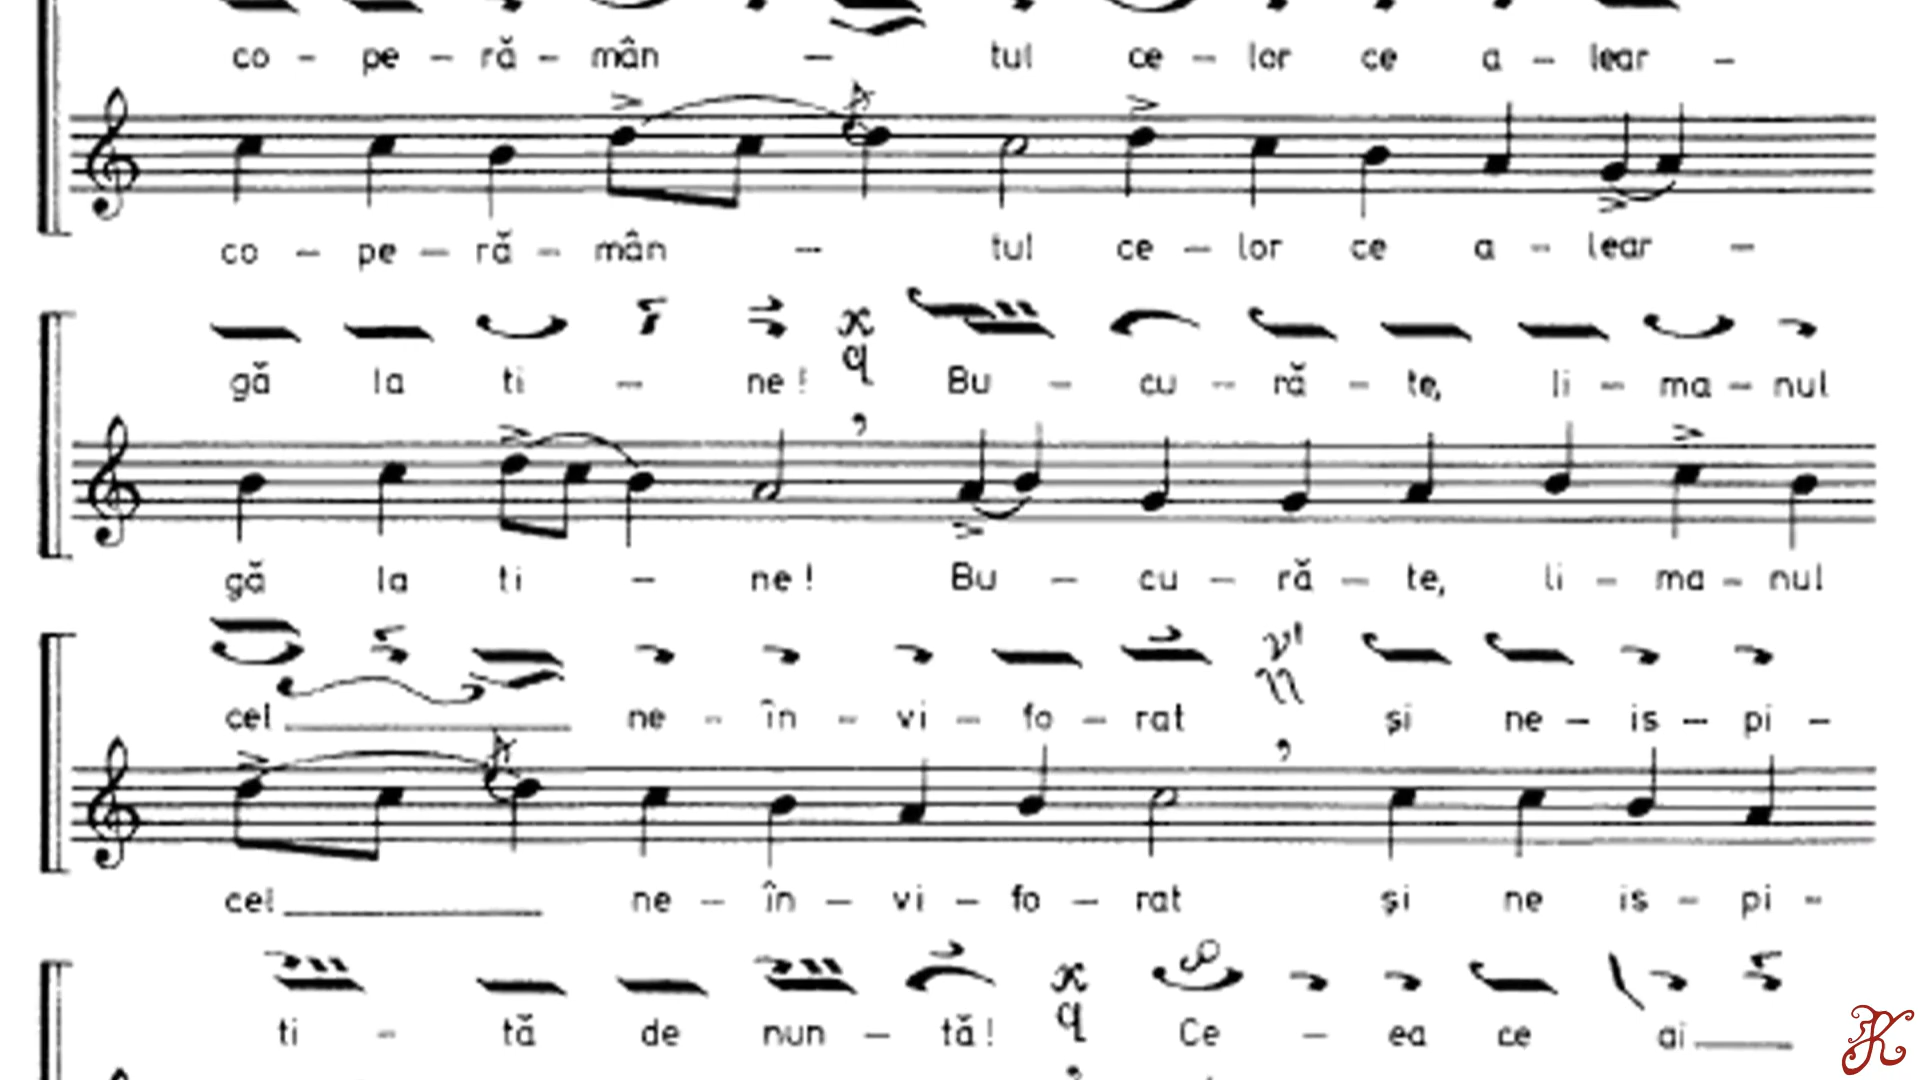 co - pe - ră - mân - tul ce - lor ce a - lear -
co - pe - ră - mân - tul ce - lor ce a - lear -
gă la ti - ne! Bu - cu - ră - te, li - ma - nul
gă la ti - ne! Bu - cu - ră - te, li - ma - nul
cel ne - în - vi - fo - rat și ne - is - pi -
cel ne - în - vi - fo - rat și ne is - pi -
ti - tă de nun - tă! Ce - ea ce ai
K